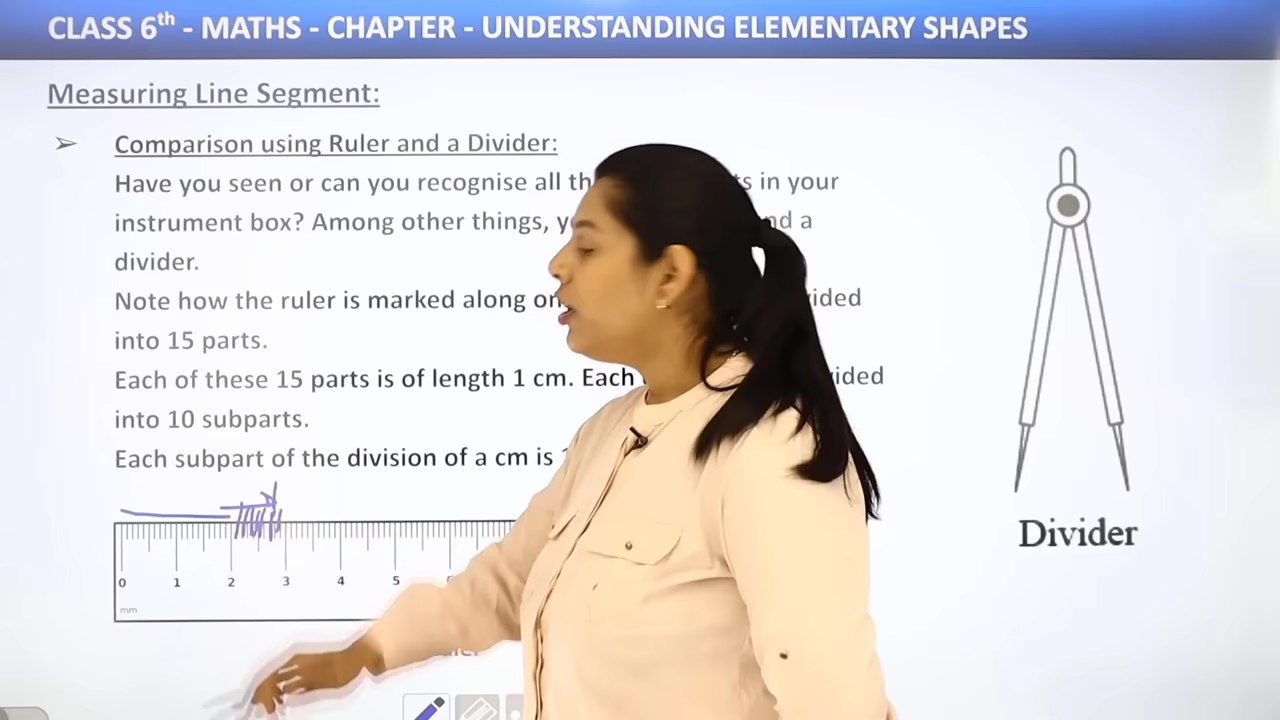 CLASS 6th - MATHS - CHAPTER - UNDERSTANDING ELEMENTARY SHAPES
Measuring Line Segment:
➢ Comparison using Ruler and a Divider:
Have you seen or can you recognise all in your
instrument box? Among other things, a
divider.
Note how the ruler is marked along
into 15 parts.
Each of these 15 parts is of length 1 cm. Each
into 10 subparts.
Each subpart of the division of a cm is
0 1 2 3 4 5
mm
Divider